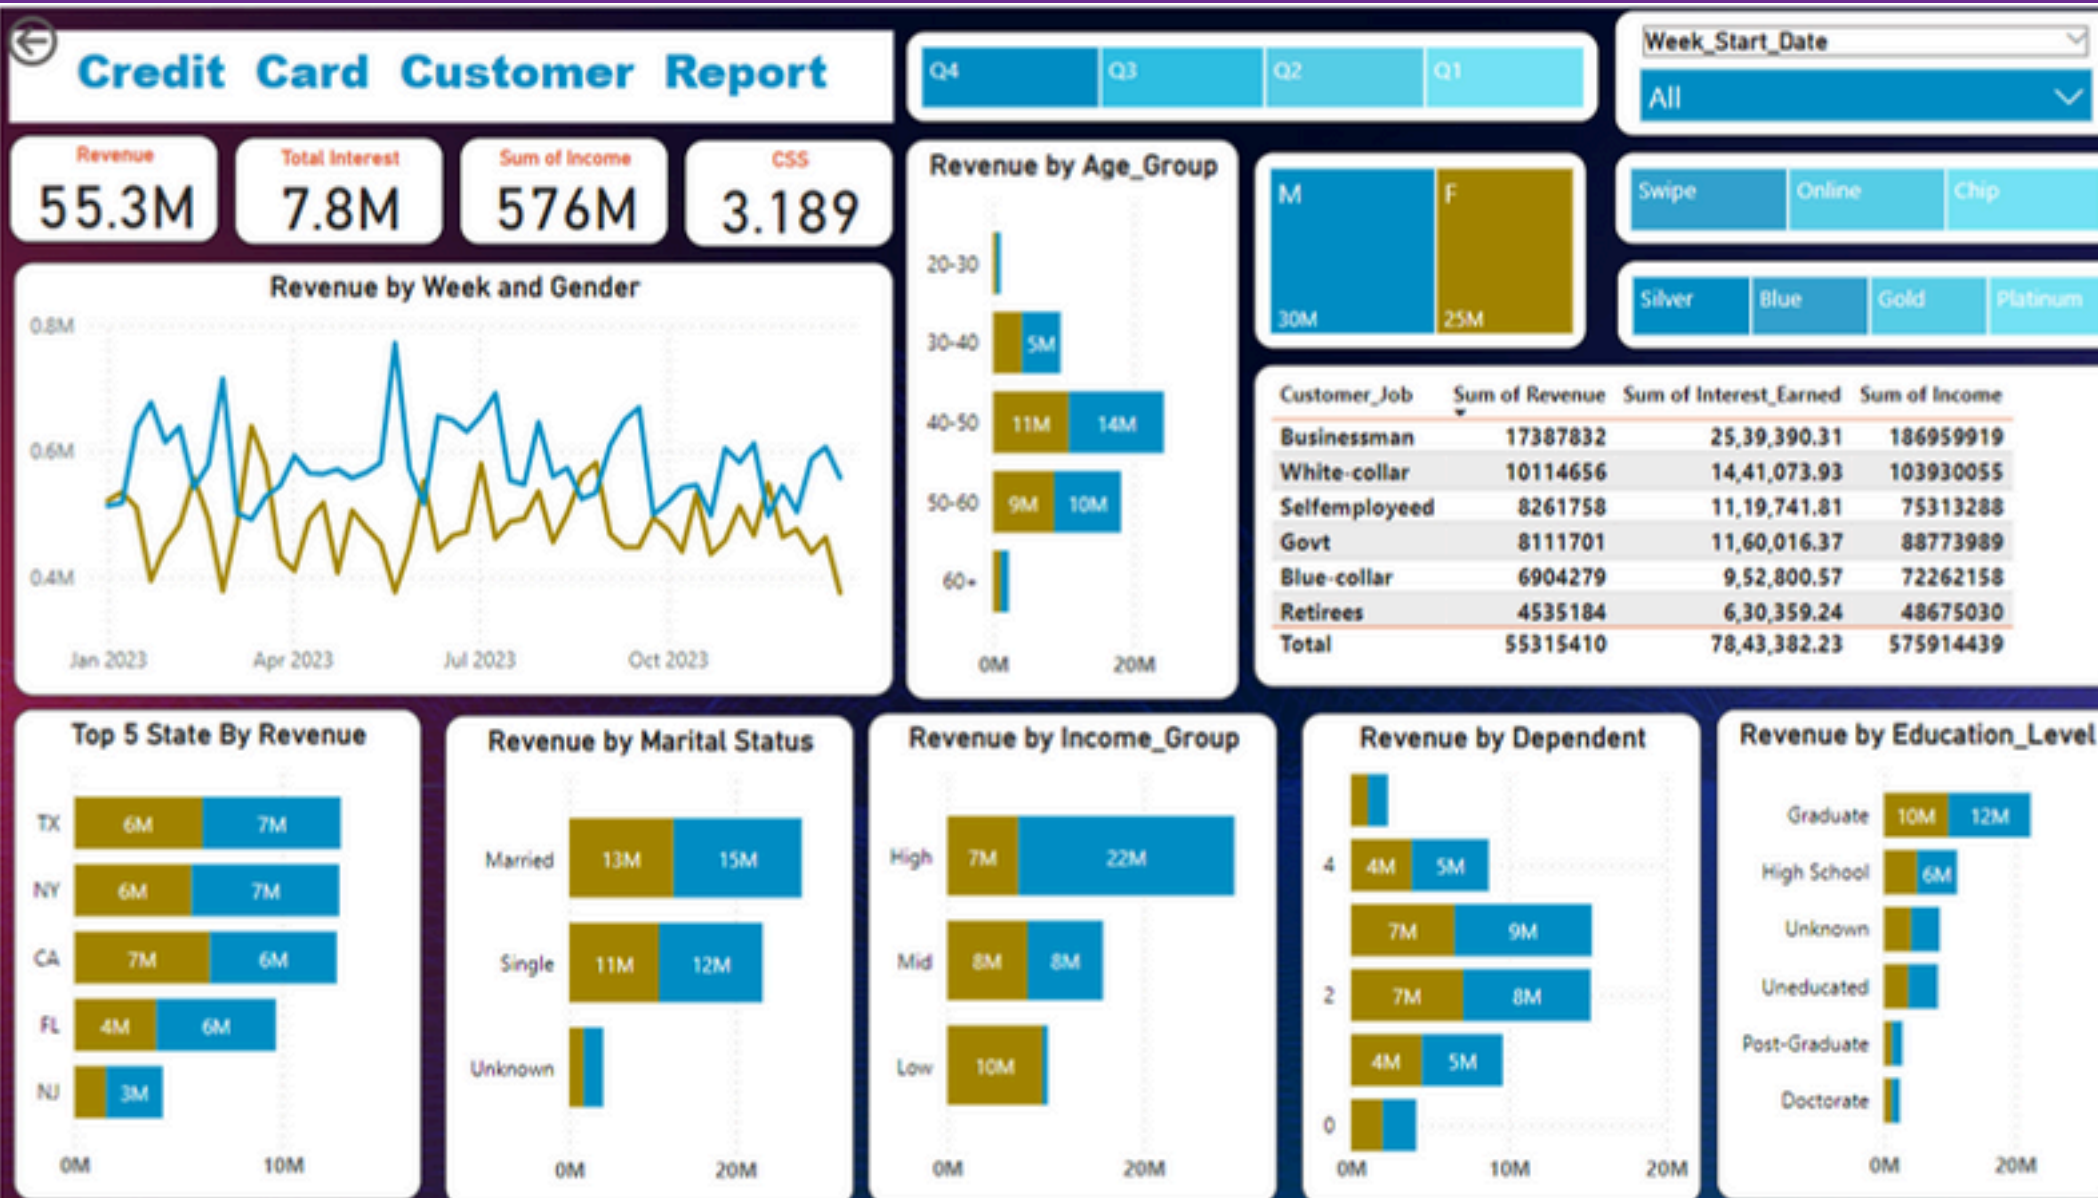 Credit Card Customer Report
Q4 Q3 Q2 Q1
Week_Start_Date
All
Revenue
55.3M
Total Interest
7.8M
Sum of Income
576M
CSS
3.189
Revenue by Age_Group
20-30
30-40 5M
40-50 11M 14M
50-60 9M 10M
60+
0M 20M
M F
30M 25M
Swipe Online Chip
Silver Blue Gold Platinum
Revenue by Week and Gender
0.8M
0.6M
0.4M
Jan 2023 Apr 2023 Jul 2023 Oct 2023
Customer_Job Sum of Revenue Sum of Interest_Earned Sum of Income
Businessman 17387832 25,39,390.31 186959919
White-collar 10114656 14,41,073.93 103930055
Selfemployeed 8261758 11,19,741.81 75313288
Govt 8111701 11,60,016.37 88773989
Blue-collar 6904279 9,52,800.57 72262158
Retirees 4535184 6,30,359.24 48675030
Total 55315410 78,43,382.23 575914439
Top 5 State By Revenue
TX 6M 7M
NY 6M 7M
CA 7M 6M
FL 4M 6M
NJ 3M
0M 10M
Revenue by Marital Status
Married 13M 15M
Single 11M 12M
Unknown
0M 20M
Revenue by Income_Group
High 7M 22M
Mid 8M 8M
Low 10M
0M 20M
Revenue by Dependent
4 4M 5M
7M 9M
2 7M 8M
4M 5M
0
0M 10M 20M
Revenue by Education_Level
Graduate 10M 12M
High School 6M
Unknown
Uneducated
Post-Graduate
Doctorate
0M 20M